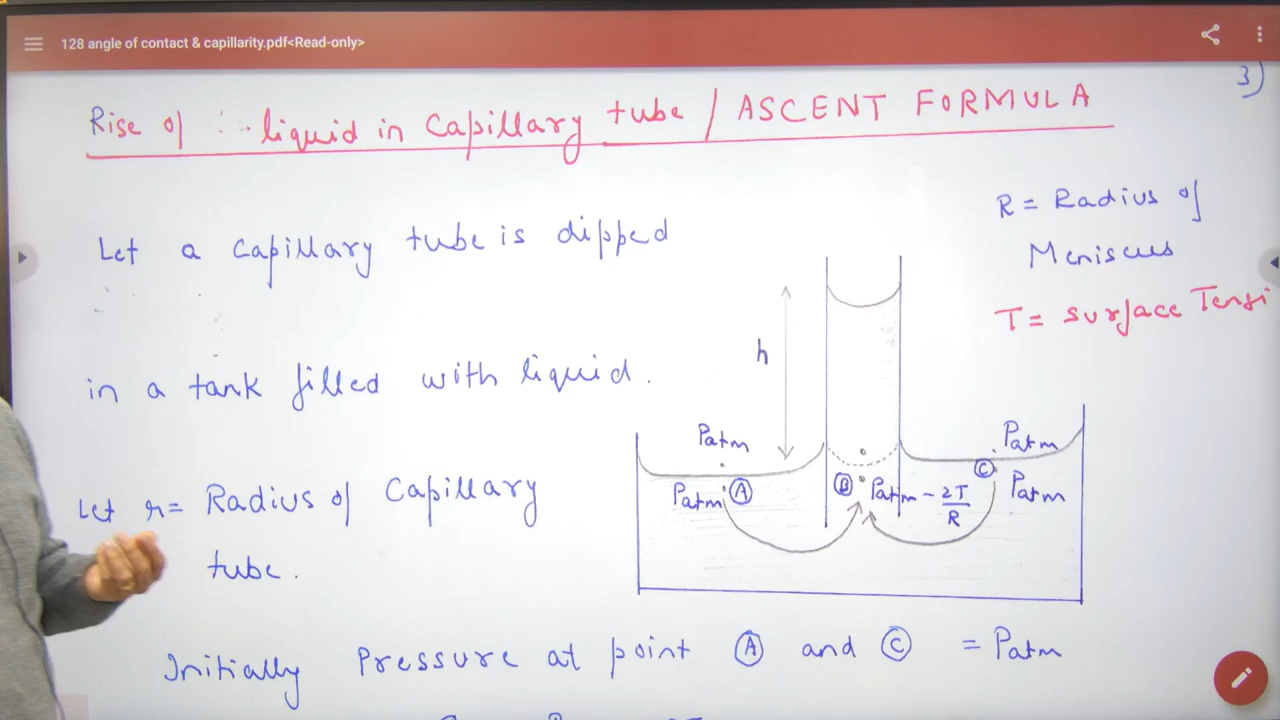 128 angle of contact & capillarity.pdf<Read-only>
3)
Rise of liquid in Capillary tube / ASCENT FORMULA
R = Radius of
Meniscus
T = Surface Tensi
Let a capillary tube is dipped
in a tank filled with liquid.
Let r = Radius of Capillary
tube.
h
Patm
Patm
Patm A
B Patm - 2T/R
C Patm
Initially Pressure at point A and C = Patm